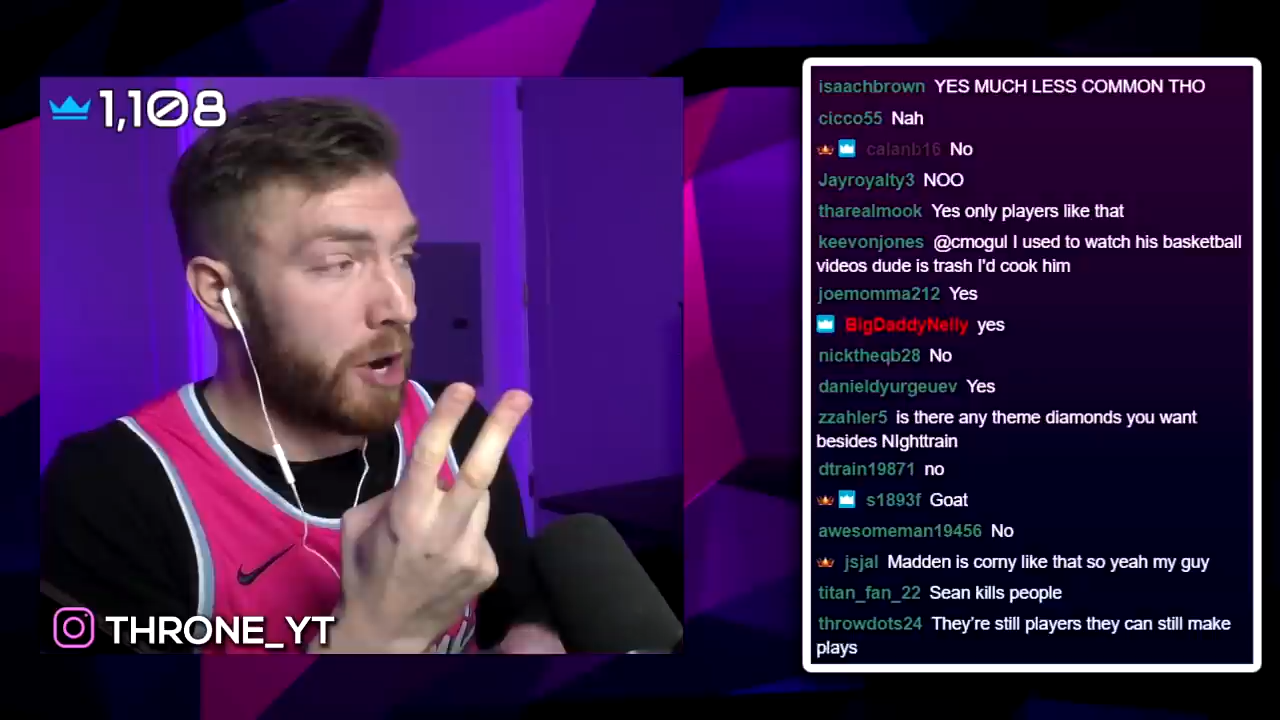 1,108
THRONE_YT
isaachbrown YES MUCH LESS COMMON THO
cicco55 Nah
calanb16 No
Jayroyalty3 NOO
tharealmook Yes only players like that
keevonjones @cmogul I used to watch his basketball
videos dude is trash I'd cook him
joemomma212 Yes
BigDaddyNelly yes
nicktheqb28 No
danieldyurgeuev Yes
zzahler5 is there any theme diamonds you want
besides NIghttrain
dtrain19871 no
s1893f Goat
awesomeman19456 No
jsjal Madden is corny like that so yeah my guy
titan_fan_22 Sean kills people
throwdots24 They're still players they can still make
plays